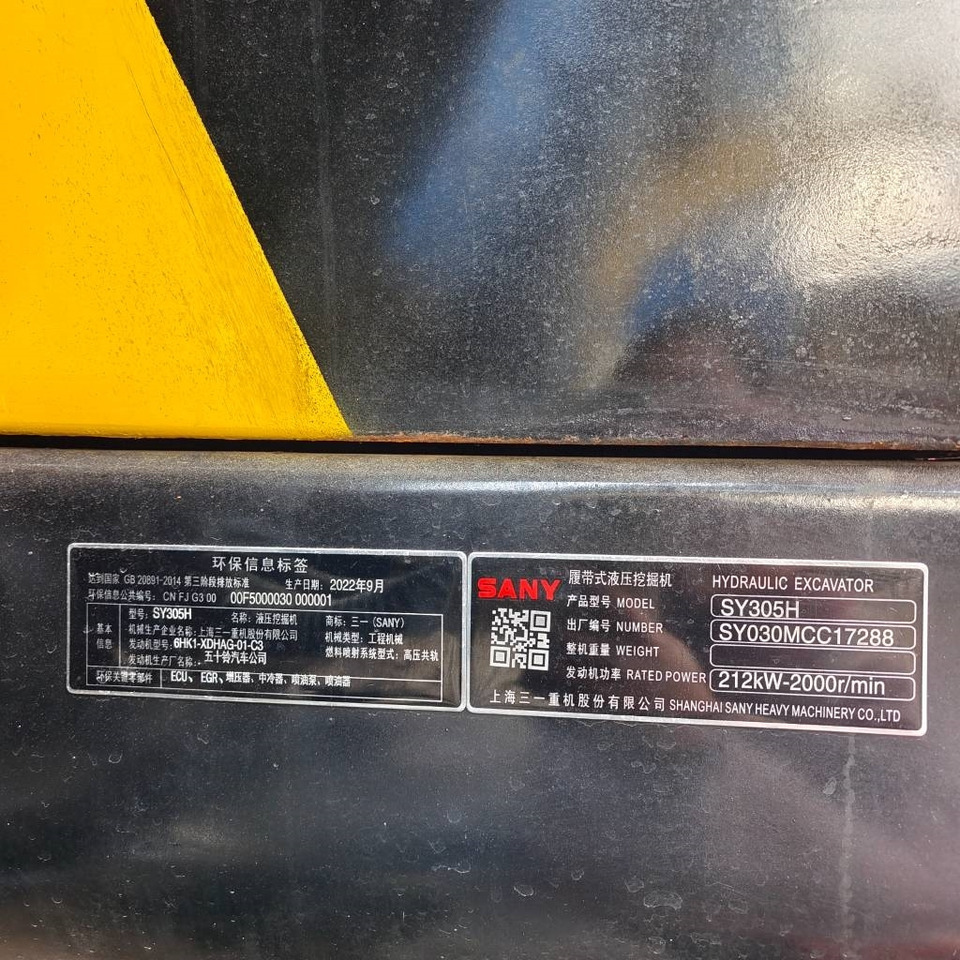 环保信息标签
达到国家 GB 20891-2014 第三阶段排放标准 生产日期: 2022年9月
环保信息公共编号: CN FJ G3 00 00F5000030 000001
基本信息
型号: SY305H 名称: 液压挖掘机 商标: 三一(SANY)
机械生产企业名称: 上海三一重机股份有限公司 机械类型: 工程机械
发动机型号: 6HK1-XDHAG-01-C3 燃料喷射系统型式: 高压共轨
发动机生产厂名称: 五十铃汽车公司
环保关键零部件 ECU、EGR、增压器、中冷器、喷油泵、喷油器
SANY 履带式液压挖掘机 HYDRAULIC EXCAVATOR
产品型号 MODEL SY305H
出厂编号 NUMBER SY030MCC17288
整机重量 WEIGHT
发动机功率 RATED POWER 212kW-2000r/min
上海三一重机股份有限公司 SHANGHAI SANY HEAVY MACHINERY CO.,LTD